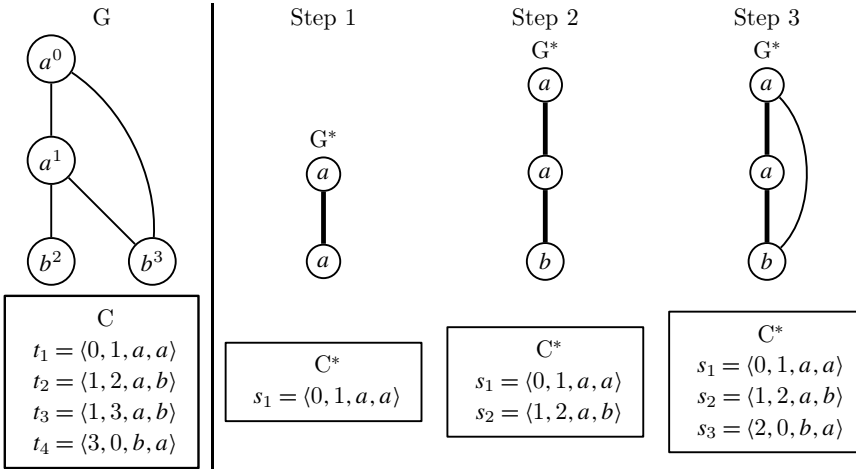 G
a⁰
a¹
b² b³
C
t₁ = ⟨0, 1, a, a⟩
t₂ = ⟨1, 2, a, b⟩
t₃ = ⟨1, 3, a, b⟩
t₄ = ⟨3, 0, b, a⟩
Step 1
G*
a
a
C*
s₁ = ⟨0, 1, a, a⟩
Step 2
G*
a
a
b
C*
s₁ = ⟨0, 1, a, a⟩
s₂ = ⟨1, 2, a, b⟩
Step 3
G*
a
a
b
C*
s₁ = ⟨0, 1, a, a⟩
s₂ = ⟨1, 2, a, b⟩
s₃ = ⟨2, 0, b, a⟩